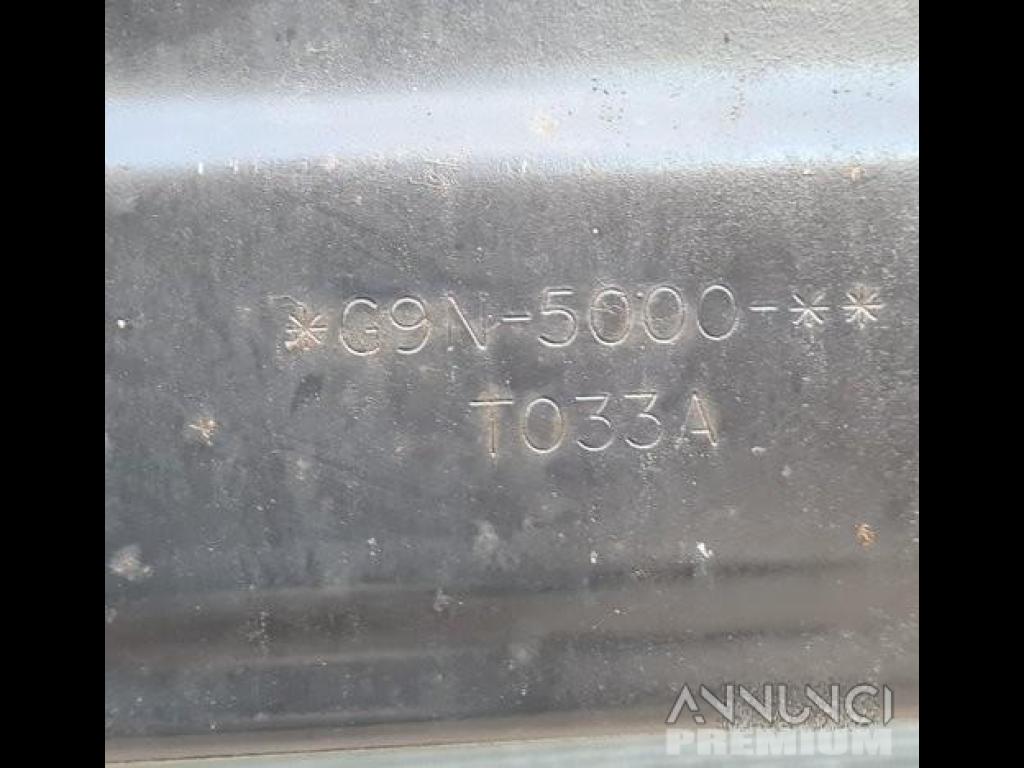 *G9N-5000-**
T033A
ANNUNCI
PREMIUM